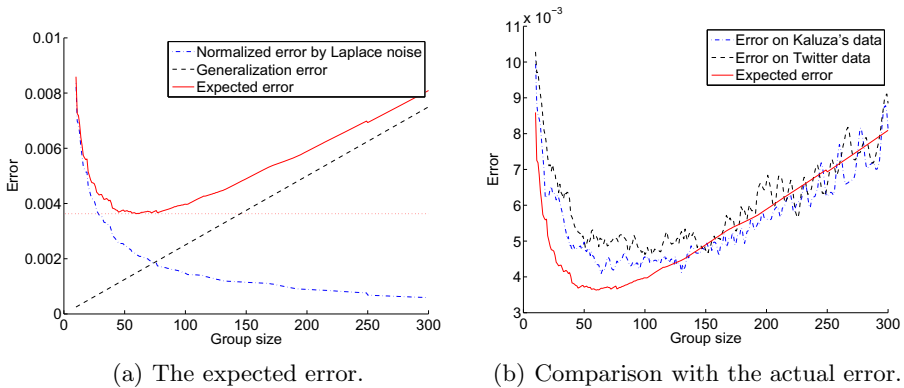 0.01
0.008
0.006
0.004
0.002
0
Error
0 50 100 150 200 250 300
Group size
Normalized error by Laplace noise
Generalization error
Expected error
(a) The expected error.
11 x 10⁻³
10
9
8
7
6
5
4
3
Error
0 50 100 150 200 250 300
Group size
Error on Kaluza's data
Error on Twitter data
Expected error
(b) Comparison with the actual error.